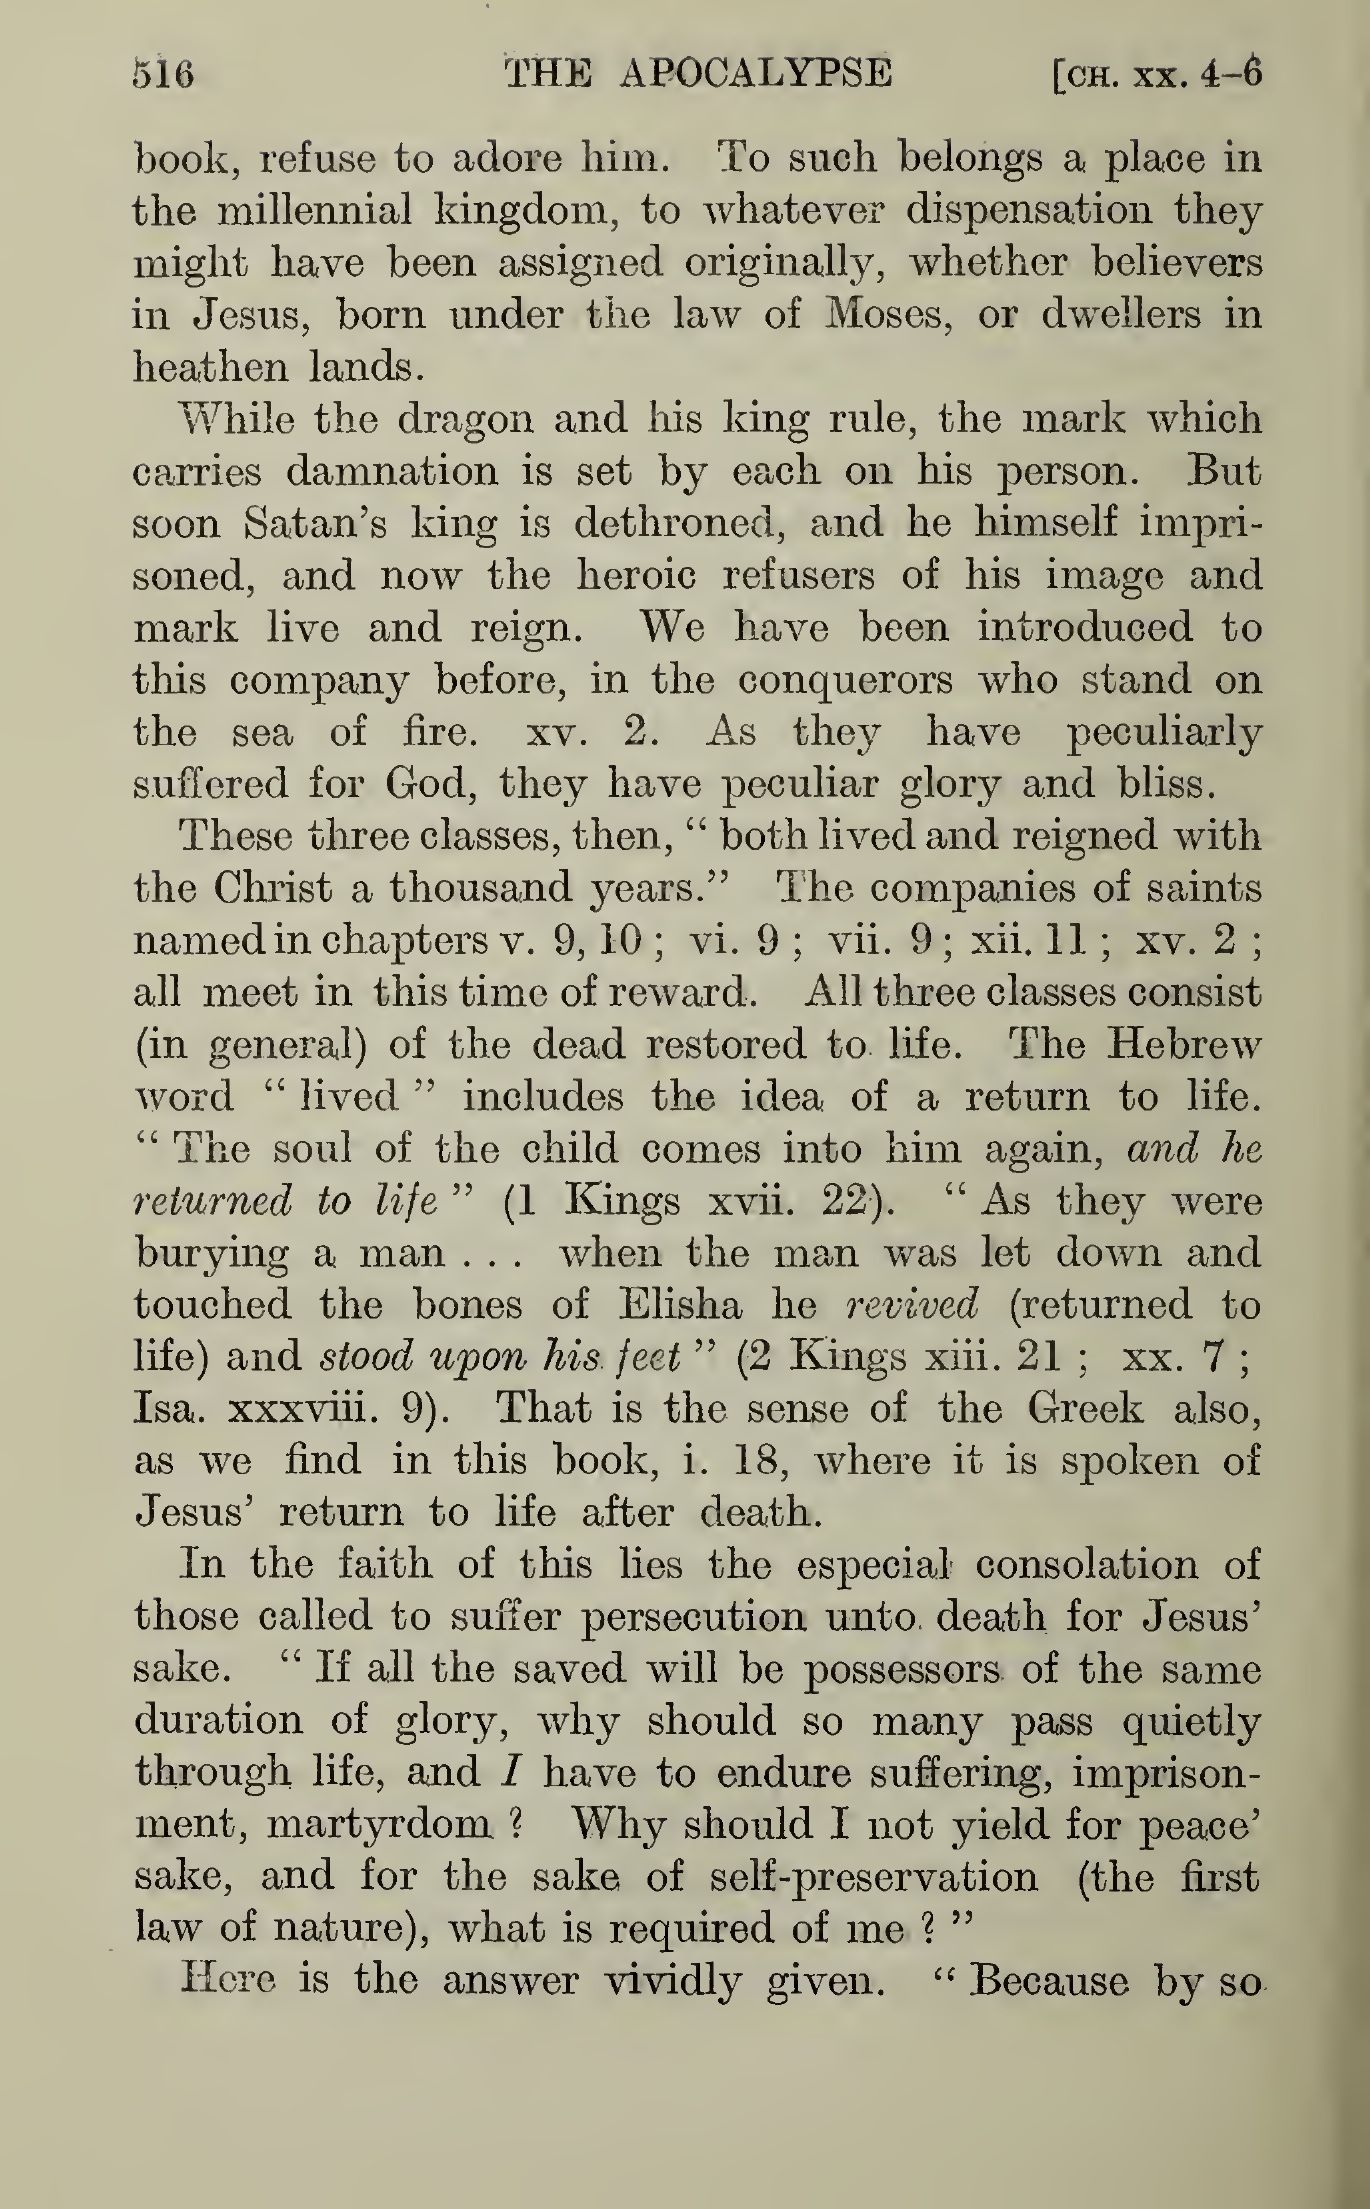 516 THE APOCALYPSE [CH. XX. 4–6
book, refuse to adore him. To such belongs a place in
the millennial kingdom, to whatever dispensation they
might have been assigned originally, whether believers
in Jesus, born under the law of Moses, or dwellers in
heathen lands.
While the dragon and his king rule, the mark which
carries damnation is set by each on his person. But
soon Satan's king is dethroned, and he himself impri-
soned, and now the heroic refusers of his image and
mark live and reign. We have been introduced to
this company before, in the conquerors who stand on
the sea of fire. xv. 2. As they have peculiarly
suffered for God, they have peculiar glory and bliss.
These three classes, then, “ both lived and reigned with
the Christ a thousand years.” The companies of saints
named in chapters v. 9, 10 ; vi. 9 ; vii. 9 ; xii. 11 ; xv. 2 ;
all meet in this time of reward. All three classes consist
(in general) of the dead restored to life. The Hebrew
word “ lived ” includes the idea of a return to life.
“ The soul of the child comes into him again, and he
returned to life ” (1 Kings xvii. 22). “ As they were
burying a man . . . when the man was let down and
touched the bones of Elisha he revived (returned to
life) and stood upon his feet ” (2 Kings xiii. 21 ; xx. 7 ;
Isa. xxxviii. 9). That is the sense of the Greek also,
as we find in this book, i. 18, where it is spoken of
Jesus’ return to life after death.
In the faith of this lies the especial consolation of
those called to suffer persecution unto death for Jesus’
sake. “ If all the saved will be possessors of the same
duration of glory, why should so many pass quietly
through life, and I have to endure suffering, imprison-
ment, martyrdom ? Why should I not yield for peace’
sake, and for the sake of self-preservation (the first
law of nature), what is required of me ? ”
Here is the answer vividly given. “ Because by so